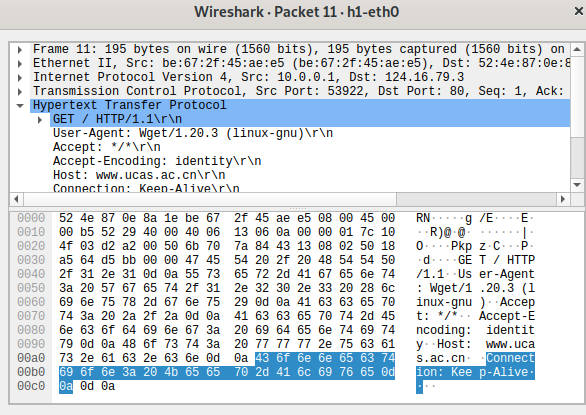 Wireshark · Packet 11 · h1-eth0
Frame 11: 195 bytes on wire (1560 bits), 195 bytes captured (1560 bits) on
Ethernet II, Src: be:67:2f:45:ae:e5 (be:67:2f:45:ae:e5), Dst: 52:4e:87:0e:8
Internet Protocol Version 4, Src: 10.0.0.1, Dst: 124.16.79.3
Transmission Control Protocol, Src Port: 53922, Dst Port: 80, Seq: 1, Ack:
Hypertext Transfer Protocol
GET / HTTP/1.1\r\n
User-Agent: Wget/1.20.3 (linux-gnu)\r\n
Accept: */*\r\n
Accept-Encoding: identity\r\n
Host: www.ucas.ac.cn\r\n
Connection: Keep-Alive\r\n
0000 52 4e 87 0e 8a 1e be 67 2f 45 ae e5 08 00 45 00 RN·····g /E····E·
0010 00 b5 52 29 40 00 40 06 13 06 0a 00 00 01 7c 10 ··R)@·@· ······|·
0020 4f 03 d2 a2 00 50 6b 70 7a 84 43 13 08 02 50 18 O····Pkp z·C···P·
0030 a5 64 d5 bb 00 00 47 45 54 20 2f 20 48 54 54 50 ·d····GE T / HTTP
0040 2f 31 2e 31 0d 0a 55 73 65 72 2d 41 67 65 6e 74 /1.1··Us er-Agent
0050 3a 20 57 67 65 74 2f 31 2e 32 30 2e 33 20 28 6c : Wget/1 .20.3 (l
0060 69 6e 75 78 2d 67 6e 75 29 0d 0a 41 63 63 65 70 inux-gnu )··Accep
0070 74 3a 20 2a 2f 2a 0d 0a 41 63 63 65 70 74 2d 45 t: */*·· Accept-E
0080 6e 63 6f 64 69 6e 67 3a 20 69 64 65 6e 74 69 74 ncoding: identit
0090 79 0d 0a 48 6f 73 74 3a 20 77 77 77 2e 75 63 61 y··Host: www.uca
00a0 73 2e 61 63 2e 63 6e 0d 0a 43 6f 6e 6e 65 63 74 s.ac.cn· ·Connect
00b0 69 6f 6e 3a 20 4b 65 65 70 2d 41 6c 69 76 65 0d ion: Kee p-Alive·
00c0 0a 0d 0a ···